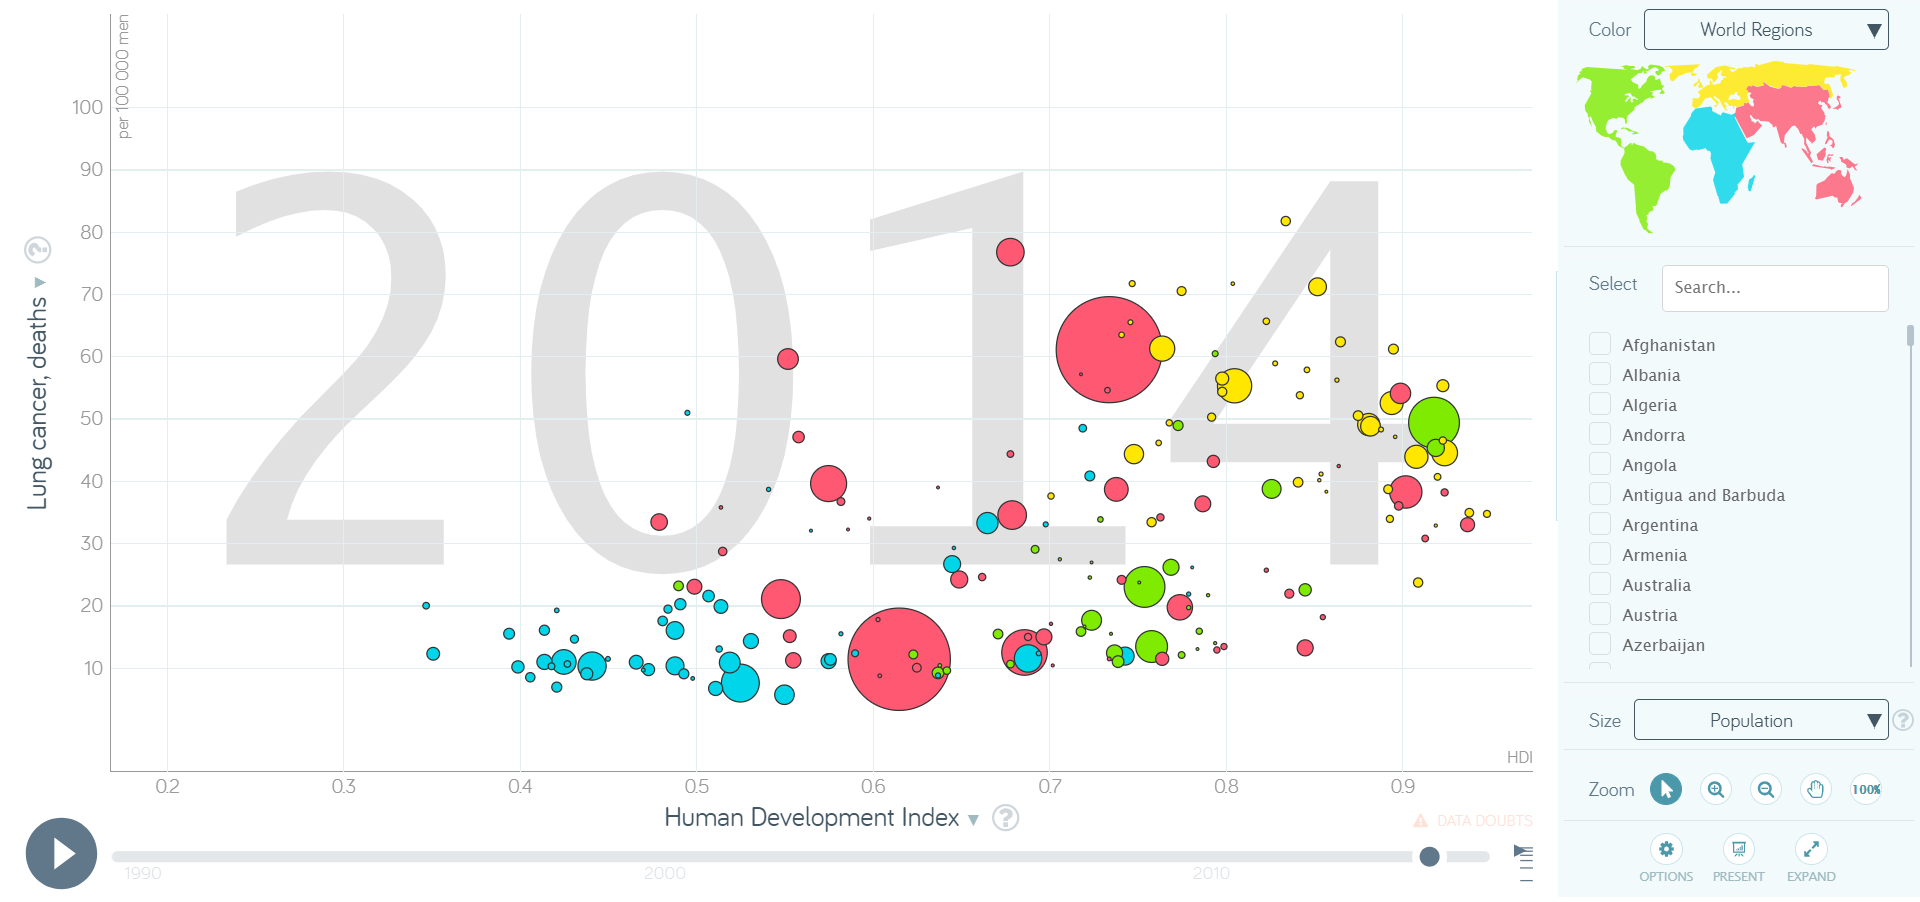 per 100 000 men
100
90
80
70
60
50
40
30
20
10
Lung cancer, deaths ▼
?
2014
HDI
0.2 0.3 0.4 0.5 0.6 0.7 0.8 0.9
Human Development Index ▼ ?
DATA DOUBTS
1990 2000 2010
Color World Regions ▼
Select Search...
Afghanistan
Albania
Algeria
Andorra
Angola
Antigua and Barbuda
Argentina
Armenia
Australia
Austria
Azerbaijan
Size Population ▼ ?
Zoom 100%
OPTIONS PRESENT EXPAND